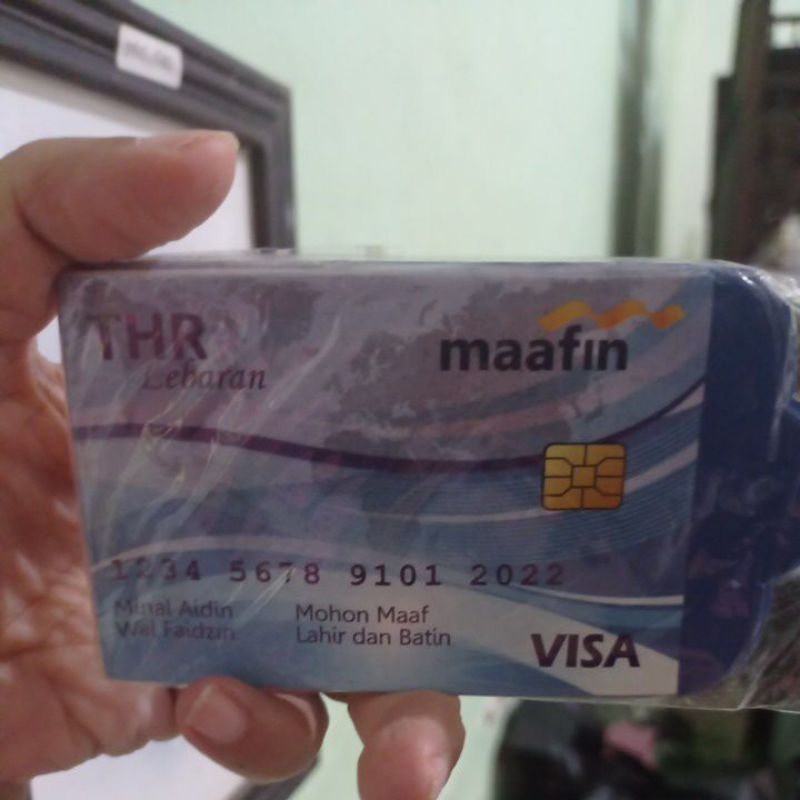 THR
Lebaran
maafin
1234 5678 9101 2022
Minal Aidin
Wal Faidzin
Mohon Maaf
Lahir dan Batin
VISA